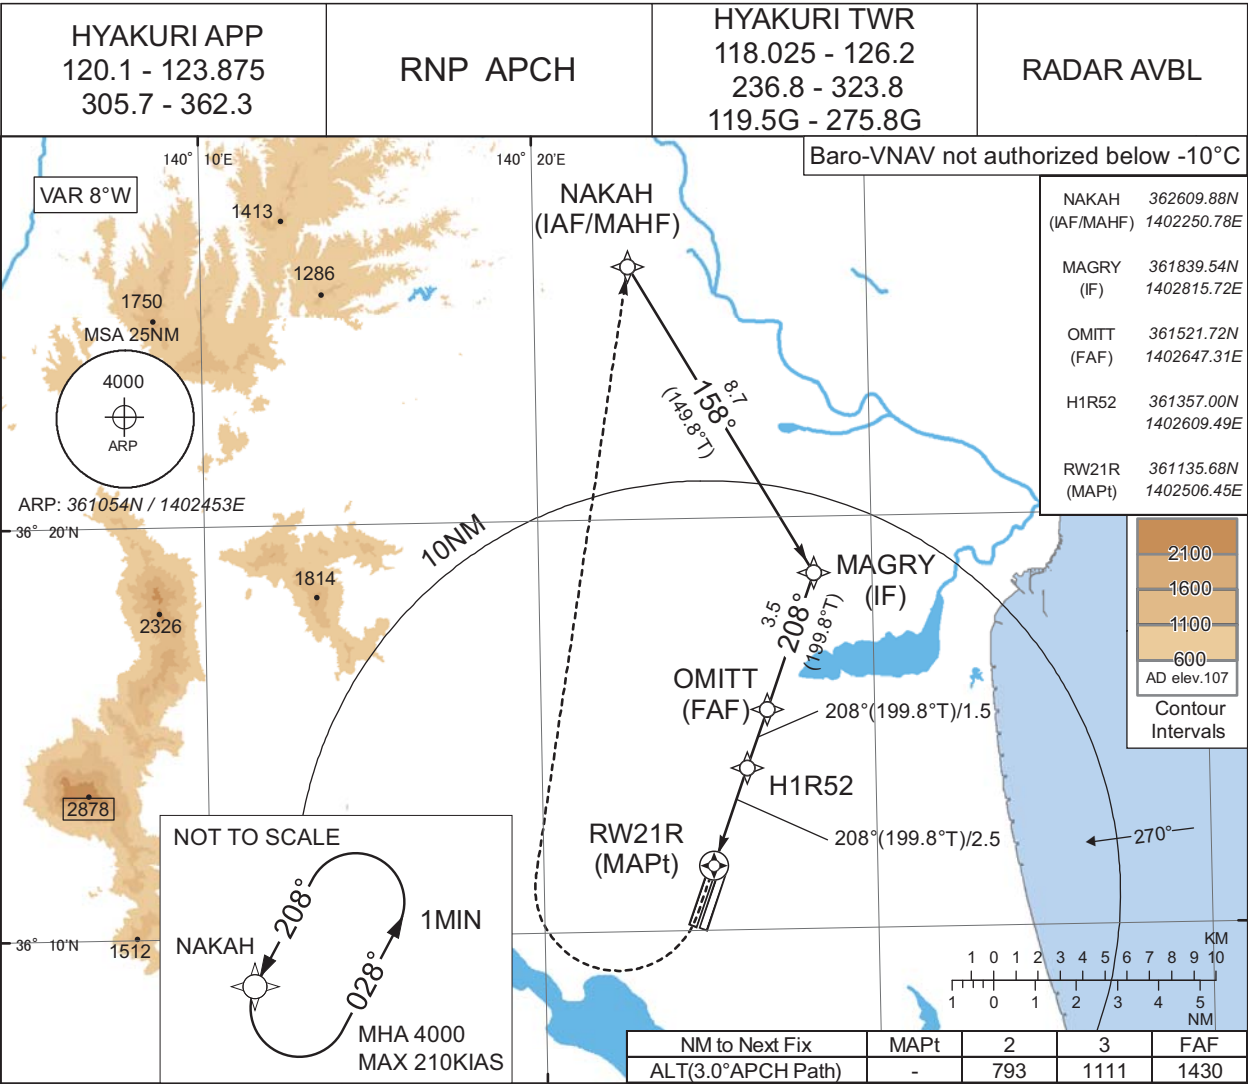 HYAKURI APP
120.1 - 123.875
305.7 - 362.3
RNP APCH
HYAKURI TWR
118.025 - 126.2
236.8 - 323.8
119.5G - 275.8G
RADAR AVBL
140° 10'E
140° 20'E
Baro-VNAV not authorized below -10°C
VAR 8°W
NAKAH
(IAF/MAHF)
NAKAH 362609.88N
(IAF/MAHF) 1402250.78E
MAGRY 361839.54N
(IF) 1402815.72E
OMITT 361521.72N
(FAF) 1402647.31E
H1R52 361357.00N
1402609.49E
RW21R 361135.68N
(MAPt) 1402506.45E
1413
1286
1750
MSA 25NM
4000
ARP
ARP: 361054N / 1402453E
8.7
158°
(149.8°T)
36° 20'N
10NM
2100
1600
1100
600
AD elev.107
Contour
Intervals
MAGRY
(IF)
3.5
208°
(199.8°T)
1814
2326
OMITT
(FAF)
208°(199.8°T)/1.5
H1R52
2878
RW21R
(MAPt)
208°(199.8°T)/2.5
270°
NOT TO SCALE
208°
1MIN
NAKAH
028°
MHA 4000
MAX 210KIAS
36° 10'N
1512
KM
1 0 1 2 3 4 5 6 7 8 9 10
1 0 1 2 3 4 5
NM
NM to Next Fix MAPt 2 3 FAF
ALT(3.0°APCH Path) - 793 1111 1430